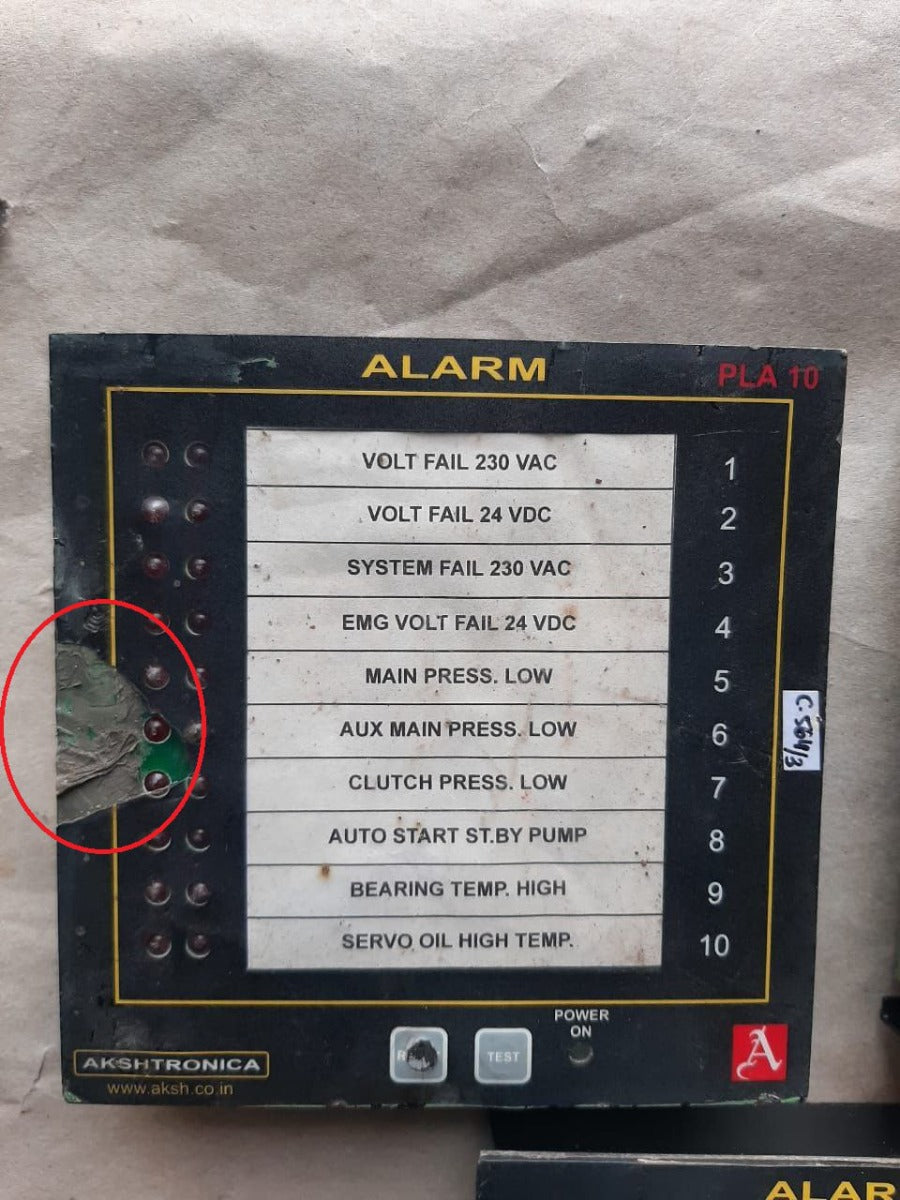 ALARM
PLA 10
VOLT FAIL 230 VAC 1
VOLT FAIL 24 VDC 2
SYSTEM FAIL 230 VAC 3
EMG VOLT FAIL 24 VDC 4
MAIN PRESS. LOW 5
AUX MAIN PRESS. LOW 6
CLUTCH PRESS. LOW 7
AUTO START ST.BY PUMP 8
BEARING TEMP. HIGH 9
SERVO OIL HIGH TEMP. 10
C-564/3
POWER
ON
TEST
A
AKSHTRONICA
www.aksh.co.in
ALAR